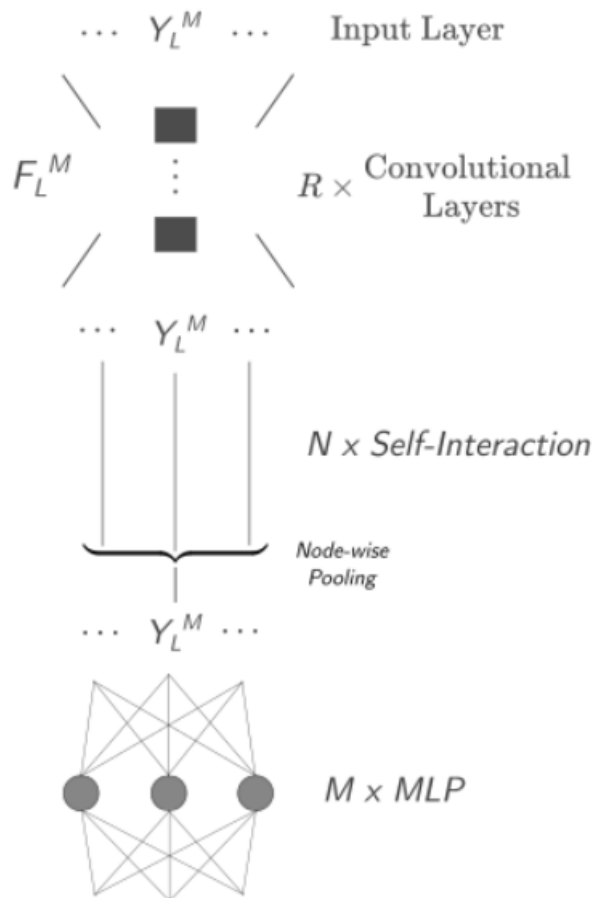 ··· Y_L^M ··· Input Layer
F_L^M
⋮
R × Convolutional
Layers
··· Y_L^M ···
N x Self-Interaction
Node-wise
Pooling
··· Y_L^M ···
M x MLP